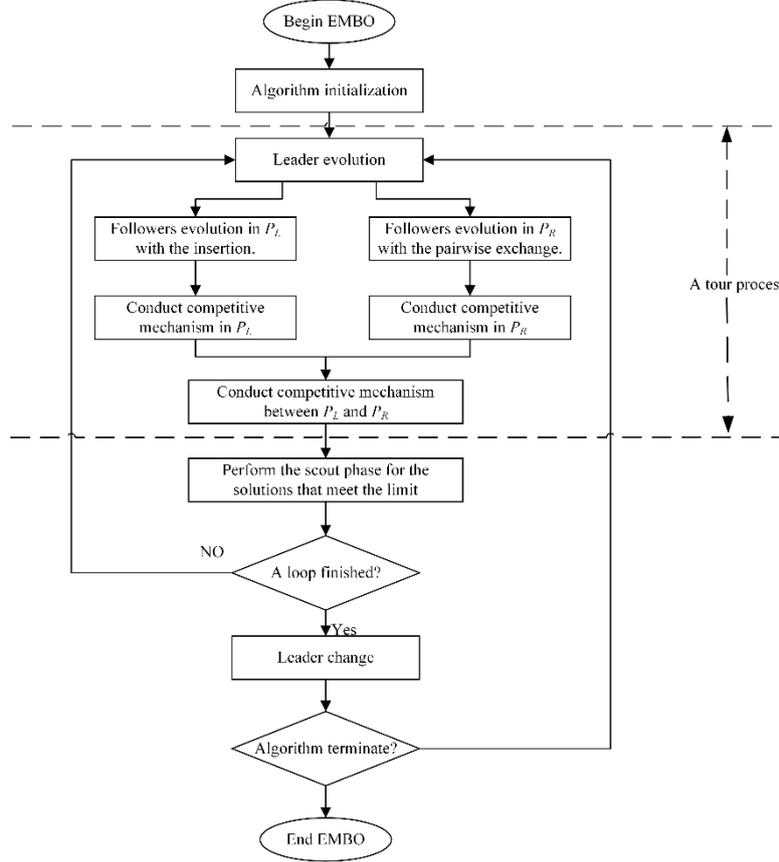 Begin EMBO
Algorithm initialization
Leader evolution
Followers evolution in P_L
with the insertion.
Followers evolution in P_R
with the pairwise exchange.
A tour proces
Conduct competitive
mechanism in P_L
Conduct competitive
mechanism in P_R
Conduct competitive mechanism
between P_L and P_R
Perform the scout phase for the
solutions that meet the limit
NO
A loop finished?
Yes
Leader change
Algorithm terminate?
End EMBO